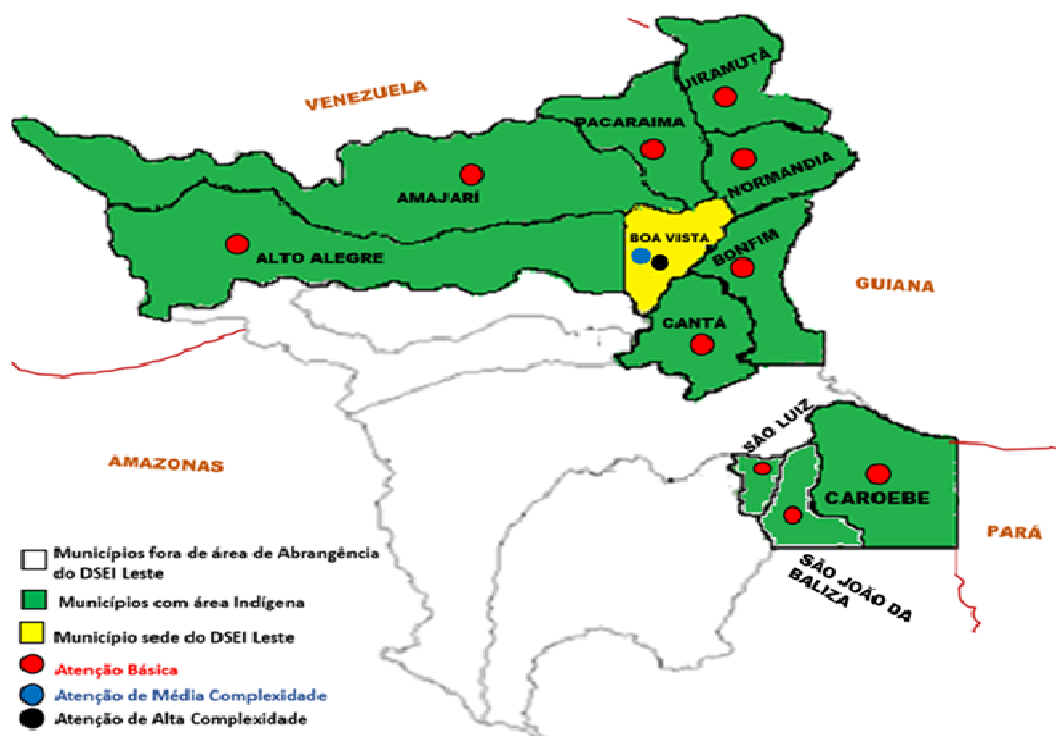 VENEZUELA
UIRAMUTÃ
PACARAIMA
NORMANDIA
AMAJARÍ
BOA VIISTA
ALTO ALEGRE
BONFIM
GUIANA
CANTÁ
SÃO LUIZ
AMAZONAS
CAROEBE
PARÁ
SÃO JOÃO DA
BALIZA
Municípios fora de área de Abrangência
do DSEI Leste
Municípios com área Indígena
Município sede do DSEI Leste
Atenção Básica
Atenção de Média Complexidade
Atenção de Alta Complexidade